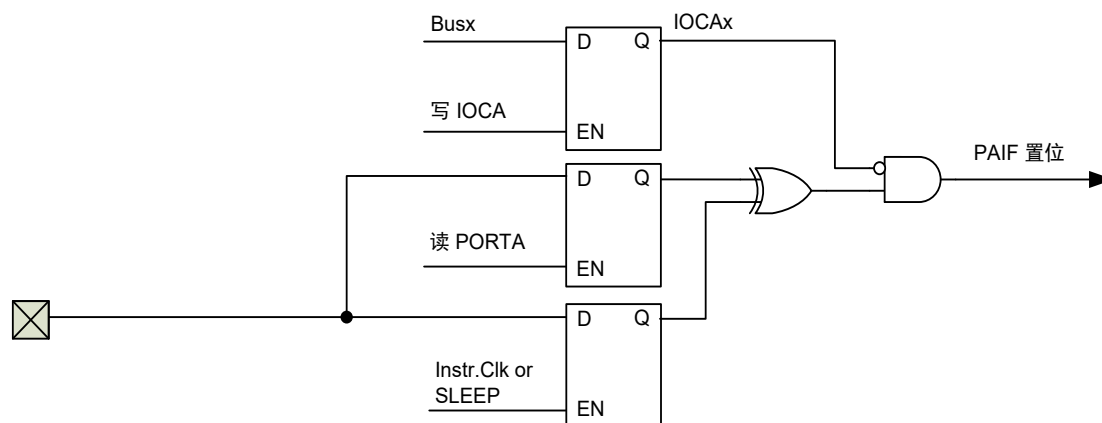 Busx
IOCAx
D
Q
写 IOCA
EN
PAIF 置位
D
Q
读 PORTA
EN
D
Q
Instr.Clk or
SLEEP
EN